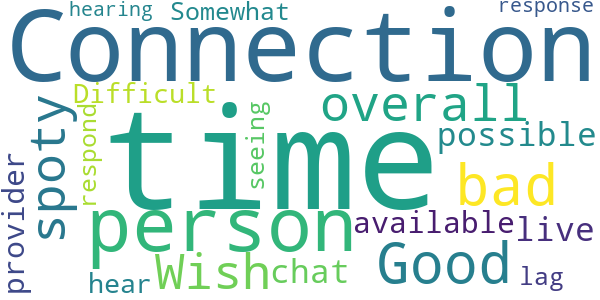 hearing Somewhat response
Connection
Difficult overall
spoty respond time seeing possible
provider person bad
available live
Wish chat Good
hear lag